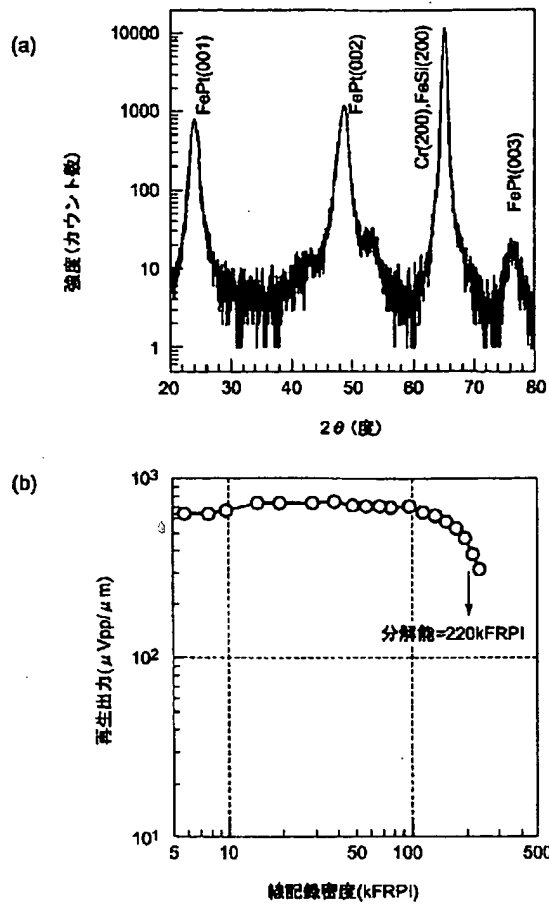 (a)
10000
1000
100
10
1
FePt(001)
FePt(002)
Cr(200),FeSi(200)
FePt(003)
強度(カウント数)
20 30 40 50 60 70 80
2θ (度)
(b)
10³
10²
10¹
分解能=220kFRPI
再生出力(μVpp/μm)
5 10 100 500
線記録密度(kFRPI)